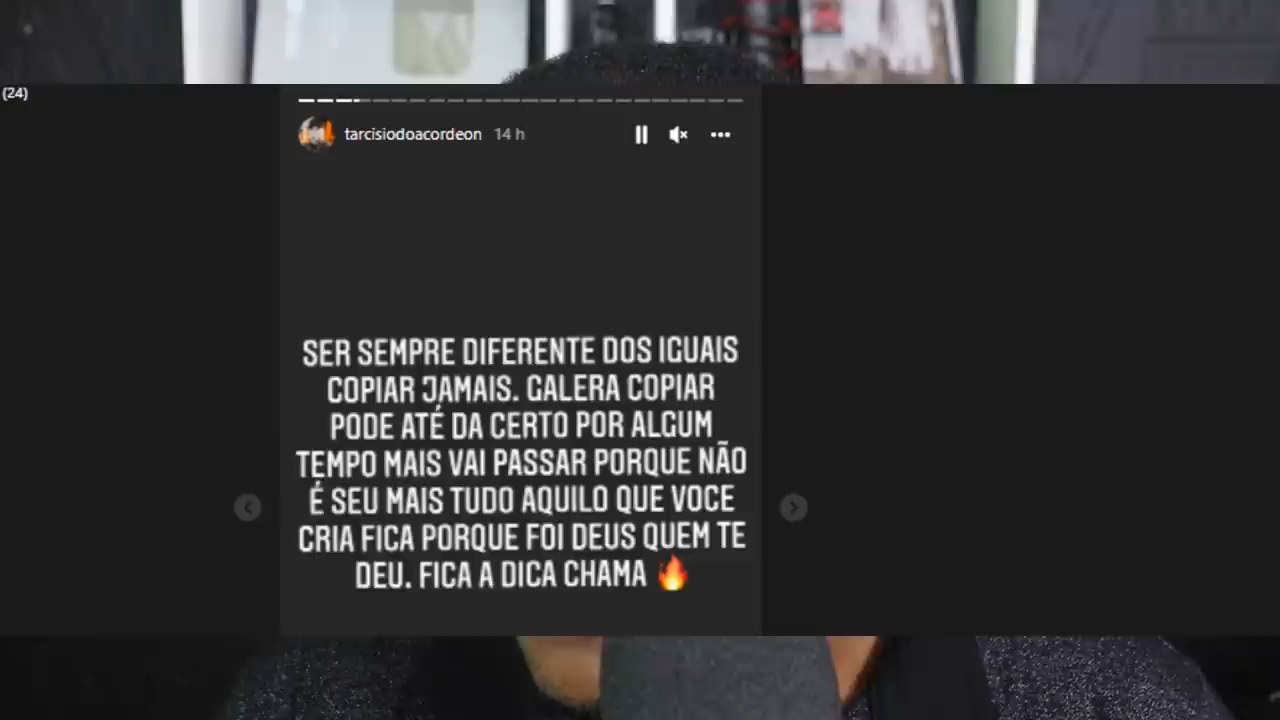 (24)
tarcisiodoacordeon 14 h
SER SEMPRE DIFERENTE DOS IGUAIS
COPIAR JAMAIS. GALERA COPIAR
PODE ATÉ DA CERTO POR ALGUM
TEMPO MAIS VAI PASSAR PORQUE NÃO
É SEU MAIS TUDO AQUILO QUE VOCE
CRIA FICA PORQUE FOI DEUS QUEM TE
DEU. FICA A DICA CHAMA 🔥